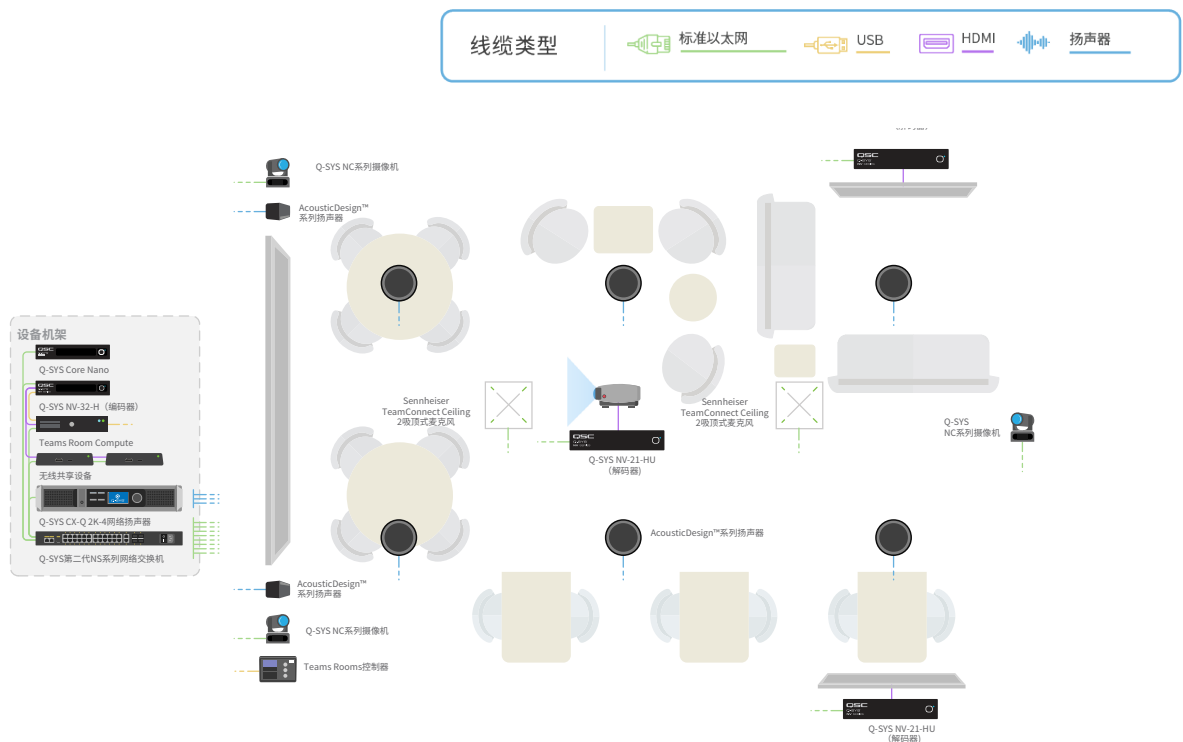 线缆类型
标准以太网
USB
HDMI
扬声器
QSC
Q-SYS NC系列摄像机
AcousticDesign™
系列扬声器
设备机架
QSC
Q-SYS Core Nano
QSC
Q-SYS NV-32-H（编码器）
Teams Room Compute
无线共享设备
Q-SYS CX-Q 2K-4网络扬声器
Q-SYS第二代NS系列网络交换机
Sennheiser
TeamConnect Ceiling
2吸顶式麦克风
Sennheiser
TeamConnect Ceiling
2吸顶式麦克风
QSC
Q-SYS NV-21-HU
（解码器)
Q-SYS
NC系列摄像机
AcousticDesign™系列扬声器
AcousticDesign™
系列扬声器
Q-SYS NC系列摄像机
Teams Rooms控制器
QSC
Q-SYS NV-21-HU
（解码器)